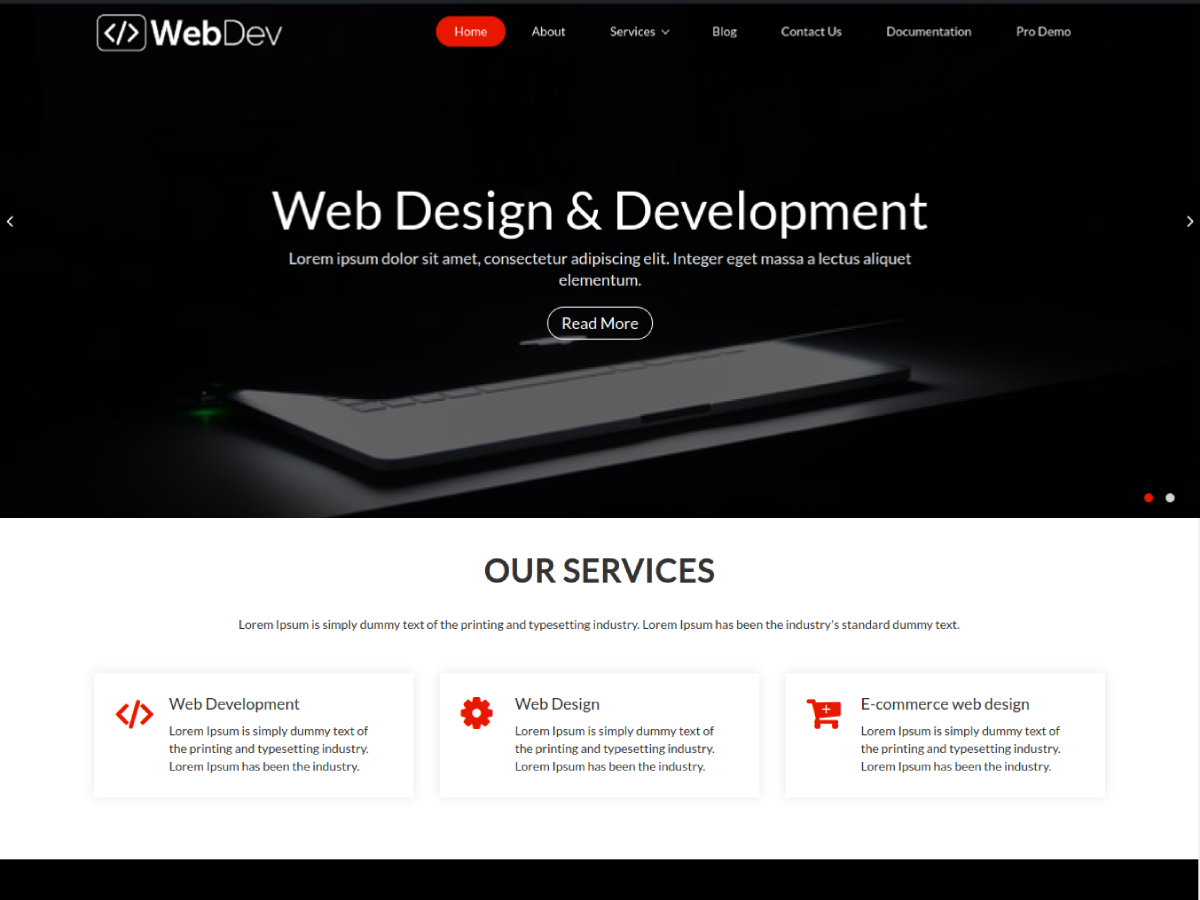 </> WebDev
Home About Services Blog Contact Us Documentation Pro Demo
Web Design & Development
Lorem ipsum dolor sit amet, consectetur adipiscing elit. Integer eget massa a lectus aliquet
elementum.
Read More
OUR SERVICES
Lorem Ipsum is simply dummy text of the printing and typesetting industry. Lorem Ipsum has been the industry's standard dummy text.
Web Development
Lorem Ipsum is simply dummy text of
the printing and typesetting industry.
Lorem Ipsum has been the industry.
Web Design
Lorem Ipsum is simply dummy text of
the printing and typesetting industry.
Lorem Ipsum has been the industry.
E-commerce web design
Lorem Ipsum is simply dummy text of
the printing and typesetting industry.
Lorem Ipsum has been the industry.